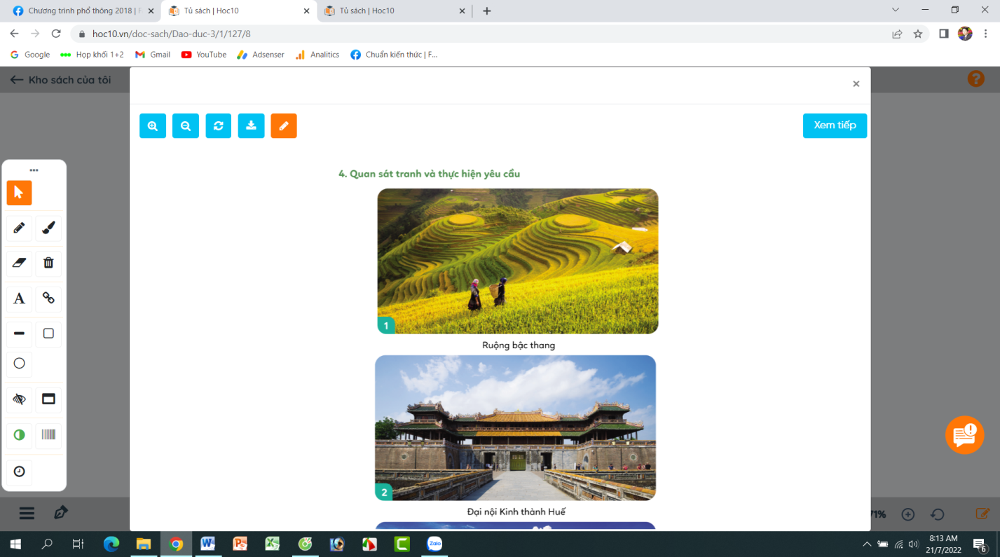 Chương trình phổ thông 2018 | F
Tủ sách | Hoc10
Tủ sách | Hoc10
hoc10.vn/doc-sach/Dao-duc-3/1/127/8
Google
Họp khối 1+2
Gmail
YouTube
Adsenser
Analitics
Chuẩn kiến thức | F...
Kho sách của tôi
Xem tiếp
4. Quan sát tranh và thực hiện yêu cầu
1
Ruộng bậc thang
2
Đại nội Kinh thành Huế
A
71%
Zalo
8:13 AM
21/7/2022
6